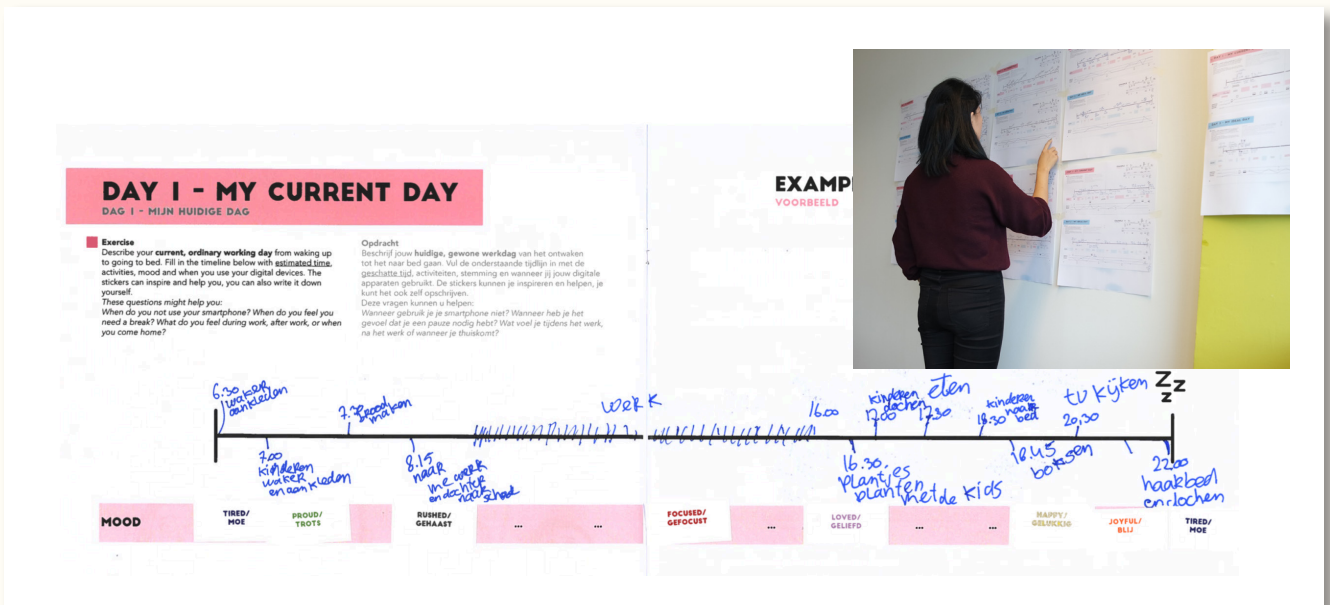 DAY 1 - MY CURRENT DAY
DAG 1 - MIJN HUIDIGE DAG
EXAMP
VOORBEELD
Exercise
Describe your current, ordinary working day from waking up
to going to bed. Fill in the timeline below with estimated time,
activities, mood and when you use your digital devices. The
stickers can inspire and help you, you can also write it down
yourself.
These questions might help you:
When do you not use your smartphone? When do you feel you
need a break? What do you feel during work, after work, or when
you come home?
Opdracht
Beschrijf jouw huidige, gewone werkdag van het ontwaken
tot het naar bed gaan. Vul de onderstaande tijdlijn in met de
geschatte tijd, activiteiten, stemming en wanneer jij jouw digitale
apparaten gebruikt. De stickers kunnen je inspireren en helpen, je
kunt het ook zelf opschrijven.
Deze vragen kunnen u helpen:
Wanneer gebruik je je smartphone niet? Wanneer heb je het
gevoel dat je een pauze nodig hebt? Wat voel je tijdens het werk,
na het werk of wanneer je thuiskomt?
6.30
waker
aankleden
7.00
kinderen
waker
en aankleden
7.30 brood
maken
8.15
naar
werk
en dochter
naar school
werk
16.00
16.30
plantjes
planten
met de kids
kinderen
dochen
17.00
eten
17.30
kinderen
naar
bed
18.30
18.45
boksen
tv kijken
20,30
Z
z
z
22.00
naakbed
en dochen
MOOD
TIRED/
MOE
PROUD/
TROTS
RUSHED/
GEHAAST
...
...
FOCUSED/
GEFOCUST
...
LOVED/
GELIEFD
...
...
HAPPY/
GELUKKIG
JOYFUL/
BLIJ
TIRED/
MOE